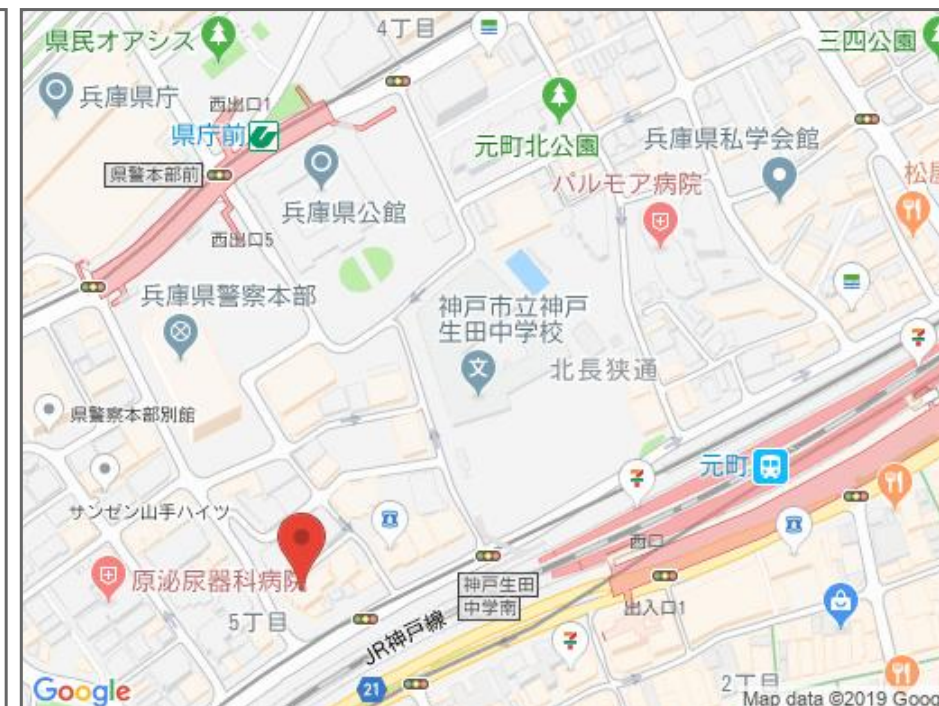 県民オアシス
4丁目
三四公園
兵庫県庁
西出口1
県庁前
元町北公園
兵庫県私学会館
県警本部前
パルモア病院
兵庫県公館
西出口5
兵庫県警察本部
神戸市立神戸
生田中学校
北長狭通
県警察本部別館
元町
サンゼン山手ハイツ
西口
原泌尿器科病院
神戸生田
中学南
出入口1
5丁目
JR神戸線
21
2丁目
Google
Map data ©2019 Goog